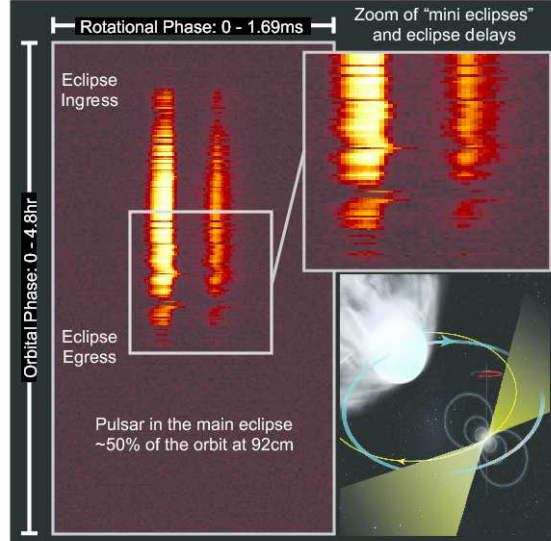 Rotational Phase: 0 - 1.69ms
Zoom of “mini eclipses”
and eclipse delays
Eclipse
Ingress
Orbital Phase: 0 - 4.8hr
Eclipse
Egress
Pulsar in the main eclipse
~50% of the orbit at 92cm